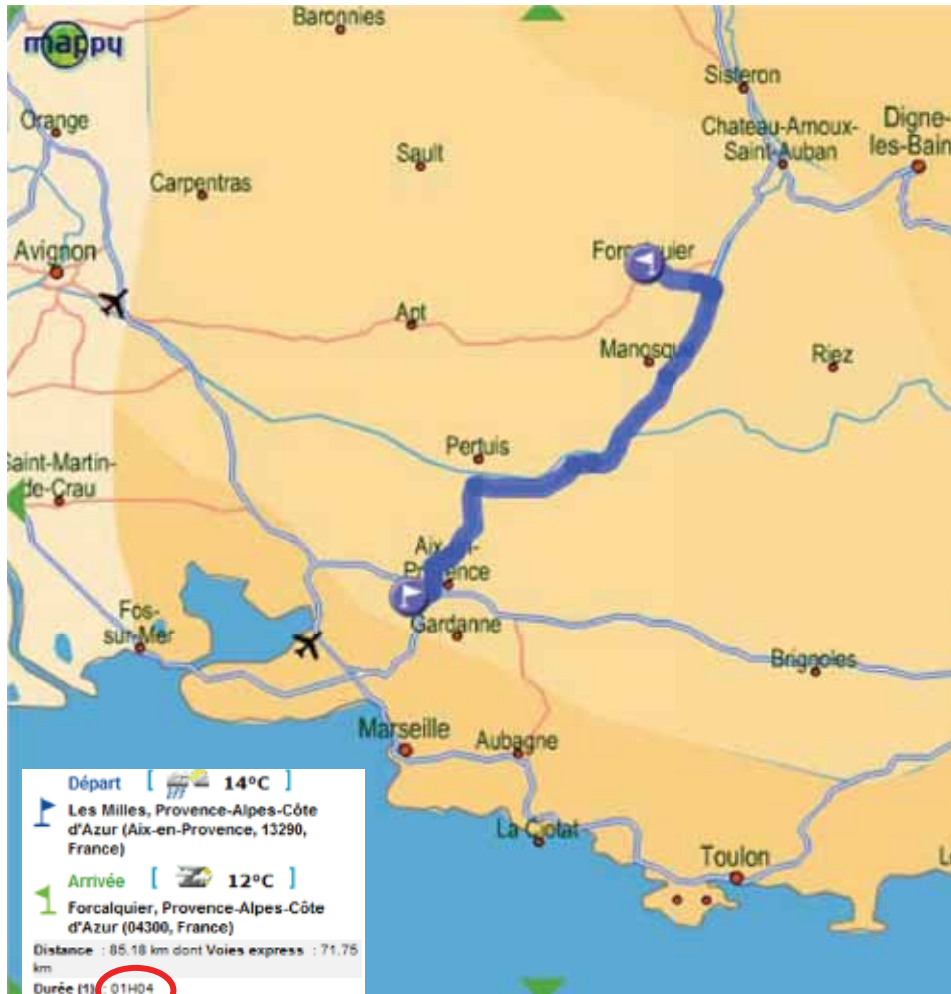 mappy
Baronnies
Sisteron
Orange
Chateau-Arnoux-
Saint-Auban
Digne-
les-Bain
Sault
Carpentras
Avignon
Forcalquier
Apt
Manosque
Riez
Pertuis
Saint-Martin-
de-Crau
Aix-en-
Provence
Fos-
sur-Mer
Gardanne
Brignoles
Marseille
Aubagne
La Ciotat
Toulon
Départ [ 14°C ]
Les Milles, Provence-Alpes-Côte
d'Azur (Aix-en-Provence, 13290,
France)
Arrivée [ 12°C ]
Forcalquier, Provence-Alpes-Côte
d'Azur (04300, France)
Distance : 85.18 km dont Voies express : 71.75
km
Durée (1) : 01H04